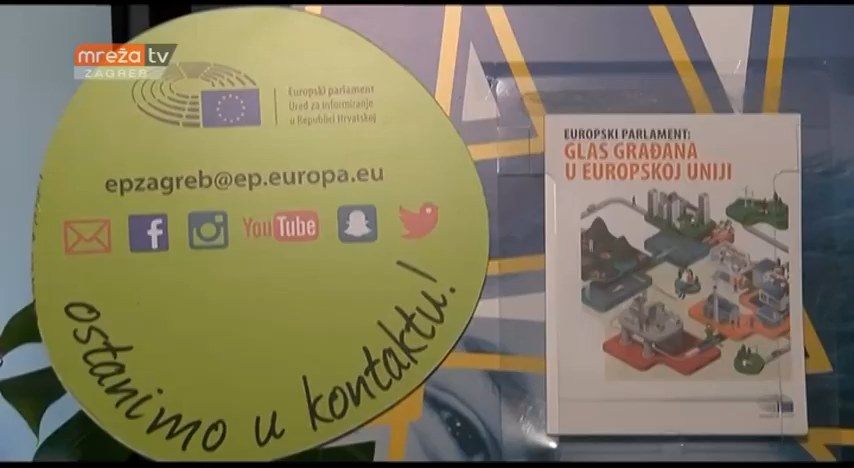 mreža tv
ZAGREB
Europski parlament
Ured za informiranje
u Republici Hrvatskoj
epzagreb@ep.europa.eu
f
YouTube
ostanimo u kontaktu!
EUROPSKI PARLAMENT:
GLAS GRAĐANA
U EUROPSKOJ UNIJI